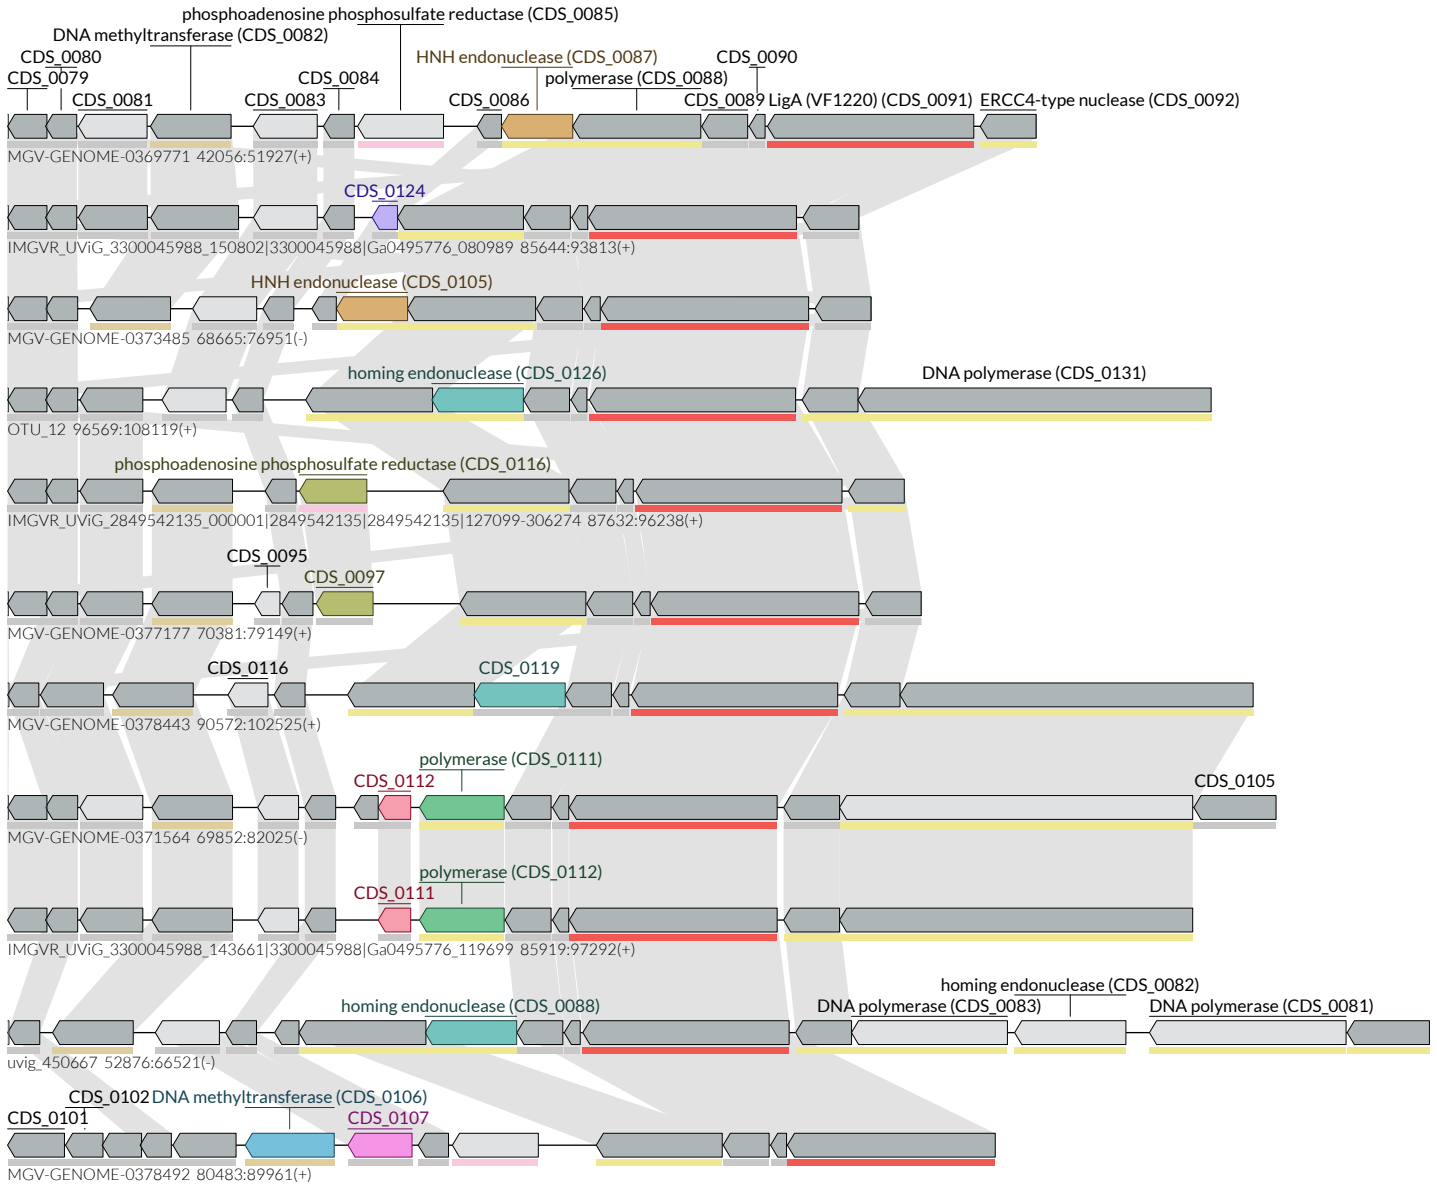 phosphoadenosine phosphosulfate reductase (CDS_0085)
DNA methyltransferase (CDS_0082)
CDS_0080 HNH endonuclease (CDS_0087) CDS_0090
CDS_0079 CDS_0084 polymerase (CDS_0088)
CDS_0081 CDS_0083 CDS_0086 CDS_0089 LigA (VF1220) (CDS_0091) ERCC4-type nuclease (CDS_0092)
MGV-GENOME-0369771 42056:51927(+)
CDS_0124
IMGVR_UViG_3300045988_150802|3300045988|Ga0495776_080989 85644:93813(+)
HNH endonuclease (CDS_0105)
MGV-GENOME-0373485 68665:76951(-)
homing endonuclease (CDS_0126) DNA polymerase (CDS_0131)
OTU_12 96569:108119(+)
phosphoadenosine phosphosulfate reductase (CDS_0116)
IMGVR_UViG_2849542135_000001|2849542135|2849542135|127099-306274 87632:96238(+)
CDS_0095
CDS_0097
MGV-GENOME-0377177 70381:79149(+)
CDS_0116 CDS_0119
MGV-GENOME-0378443 90572:102525(+)
polymerase (CDS_0111)
CDS_0112 CDS_0105
MGV-GENOME-0371564 69852:82025(-)
polymerase (CDS_0112)
CDS_0111
IMGVR_UViG_3300045988_143661|3300045988|Ga0495776_119699 85919:97292(+)
homing endonuclease (CDS_0082)
homing endonuclease (CDS_0088) DNA polymerase (CDS_0083) DNA polymerase (CDS_0081)
uvig_450667 52876:66521(-)
CDS_0102 DNA methyltransferase (CDS_0106)
CDS_0101 CDS_0107
MGV-GENOME-0378492 80483:89961(+)